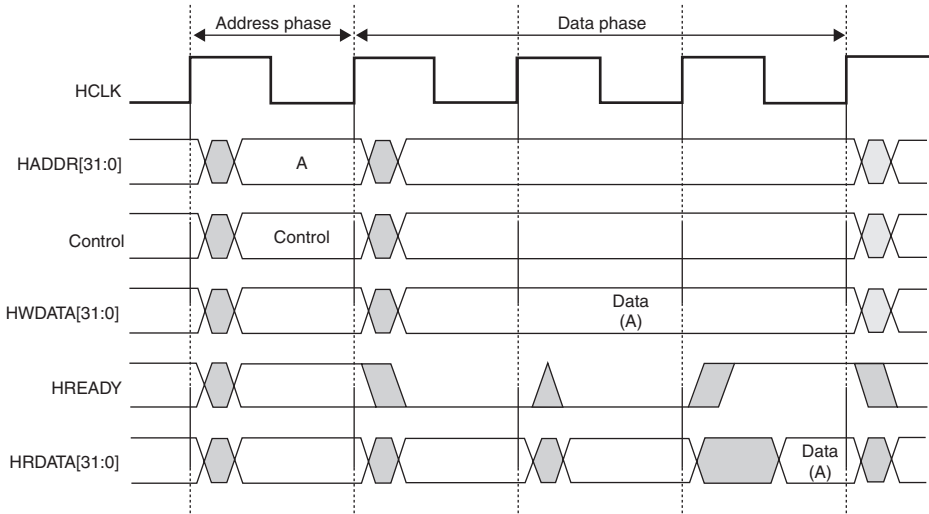 Address phase
Data phase
HCLK
HADDR[31:0]
A
Control
Control
HWDATA[31:0]
Data
(A)
HREADY
HRDATA[31:0]
Data
(A)